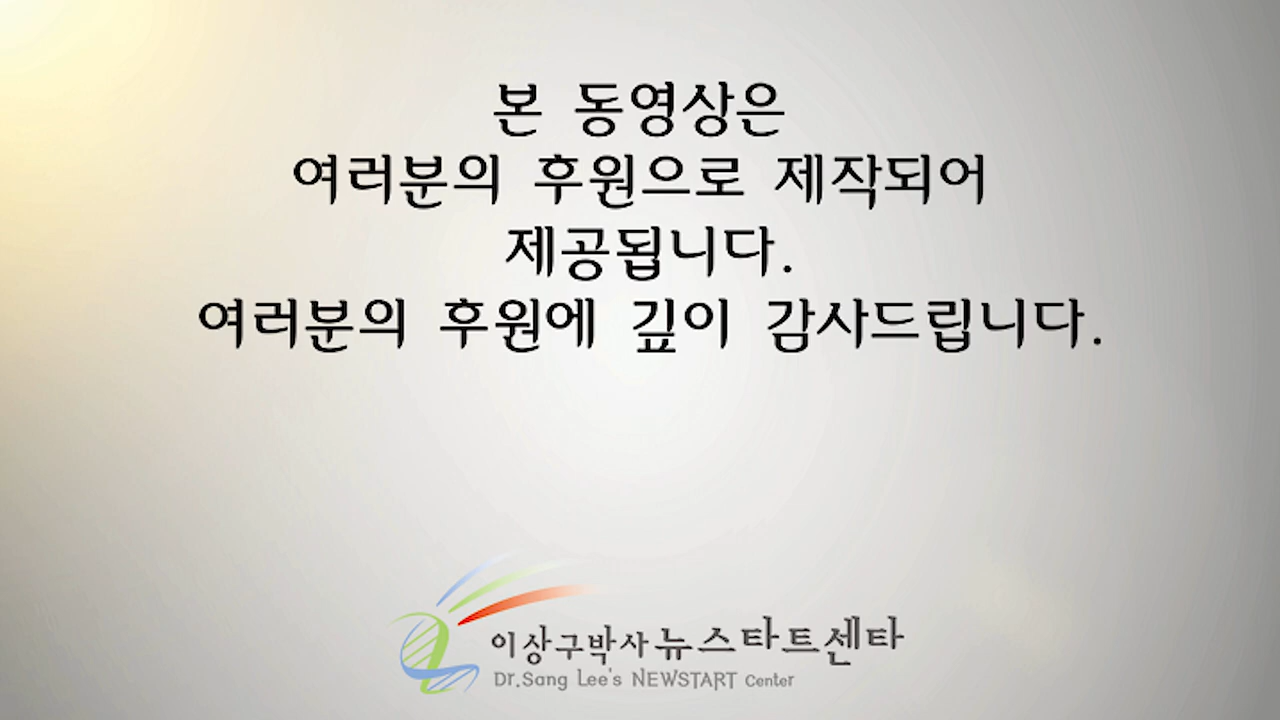 본 동영상은
여러분의 후원으로 제작되어
제공됩니다.
여러분의 후원에 깊이 감사드립니다.
이상구박사 뉴스타트센타
Dr.Sang Lee's NEWSTART Center